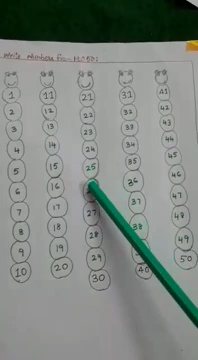 Write Numbers 1to50:
1 11 21 31 41
2 12 22 32 42
3 13 23 33 43
4 14 24 34 44
5 15 25 35 45
6 16 36 46
7 17 27 37 47
8 18 28 38 48
9 19 29 49
10 20 30 40 50